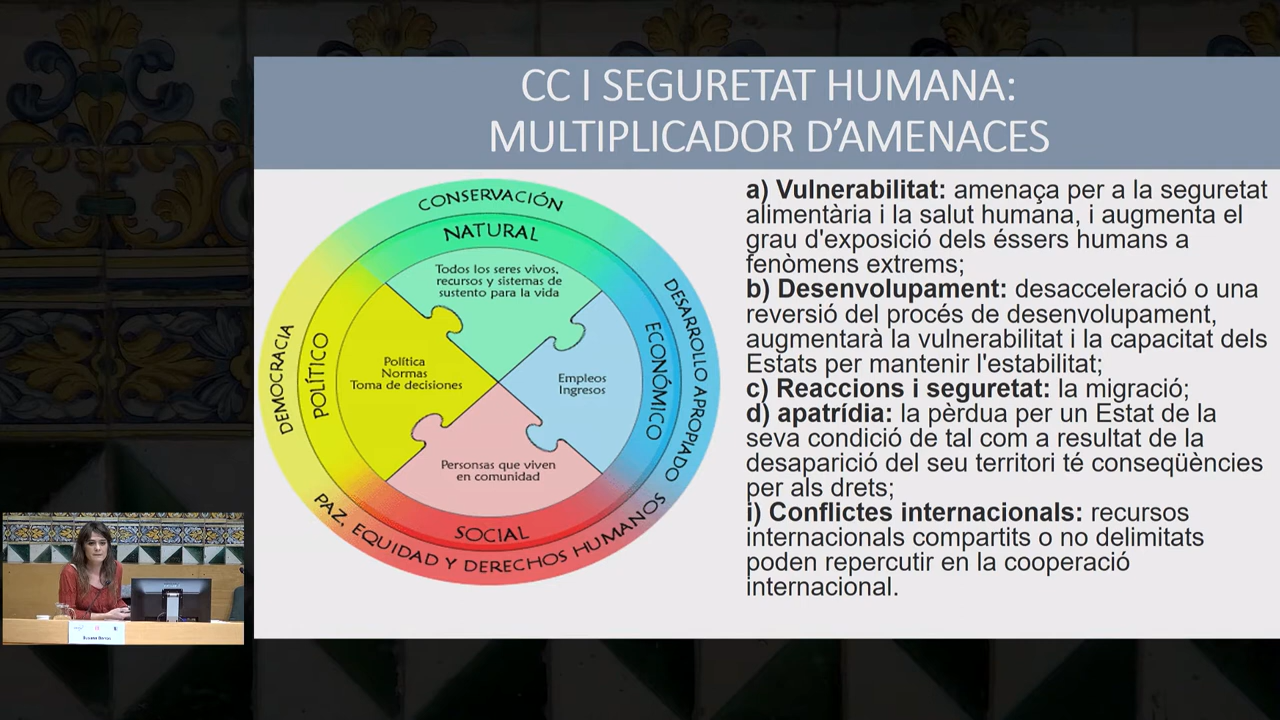 CC I SEGURETAT HUMANA:
MULTIPLICADOR D’AMENACES
CONSERVACIÓN
NATURAL
Todos los seres vivos,
recursos y sistemas de
sustento para la vida
DEMOCRACIA
POLÍTICO
Política
Normas
Toma de decisiones
Empleos
Ingresos
ECONÓMICO
DESARROLLO APROPIADO
Personas que viven
en comunidad
SOCIAL
PAZ, EQUIDAD Y DERECHOS HUMANOS
a) Vulnerabilitat: amenaça per a la seguretat
alimentària i la salut humana, i augmenta el
grau d'exposició dels éssers humans a
fenòmens extrems;
b) Desenvolupament: desacceleració o una
reversió del procés de desenvolupament,
augmentarà la vulnerabilitat i la capacitat dels
Estats per mantenir l'estabilitat;
c) Reaccions i seguretat: la migració;
d) apatrídia: la pèrdua per un Estat de la
seva condició de tal com a resultat de la
desaparició del seu territori té conseqüències
per als drets;
i) Conflictes internacionals: recursos
internacionals compartits o no delimitats
poden repercutir en la cooperació
internacional.